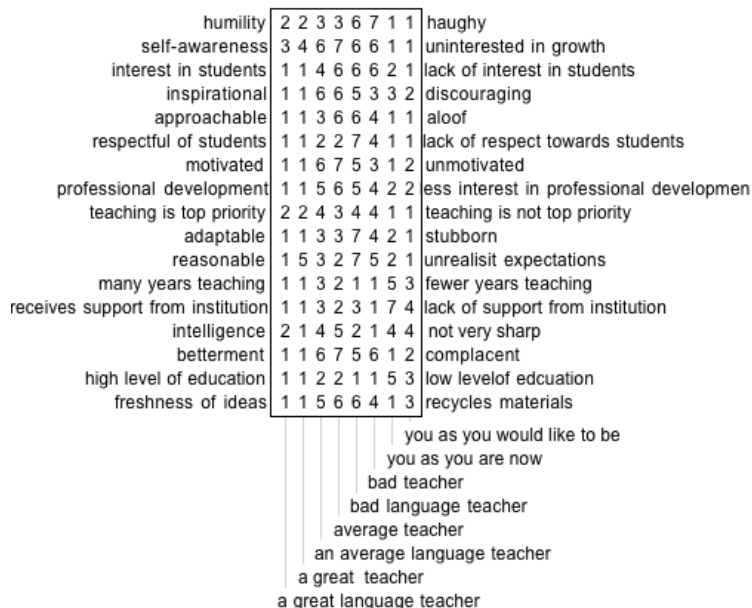 humility 2 2 3 3 6 7 1 1 haughy
self-awareness 3 4 6 7 6 6 1 1 uninterested in growth
interest in students 1 1 4 6 6 6 2 1 lack of interest in students
inspirational 1 1 6 6 5 3 3 2 discouraging
approachable 1 1 3 6 6 4 1 1 aloof
respectful of students 1 1 2 2 7 4 1 1 lack of respect towards students
motivated 1 1 6 7 5 3 1 2 unmotivated
professional development 1 1 5 6 5 4 2 2 ess interest in professional developmen
teaching is top priority 2 2 4 3 4 4 1 1 teaching is not top priority
adaptable 1 1 3 3 7 4 2 1 stubborn
reasonable 1 5 3 2 7 5 2 1 unrealisit expectations
many years teaching 1 1 3 2 1 1 5 3 fewer years teaching
receives support from institution 1 1 3 2 3 1 7 4 lack of support from institution
intelligence 2 1 4 5 2 1 4 4 not very sharp
betterment 1 1 6 7 5 6 1 2 complacent
high level of education 1 1 2 2 1 1 5 3 low levelof edcuation
freshness of ideas 1 1 5 6 6 4 1 3 recycles materials
you as you would like to be
you as you are now
bad teacher
bad language teacher
average teacher
an average language teacher
a great teacher
a great language teacher